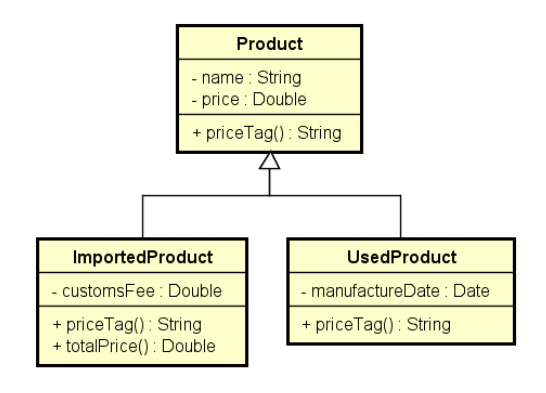 Product
- name : String
- price : Double
+ priceTag() : String
ImportedProduct
- customsFee : Double
+ priceTag() : String
+ totalPrice() : Double
UsedProduct
- manufactureDate : Date
+ priceTag() : String